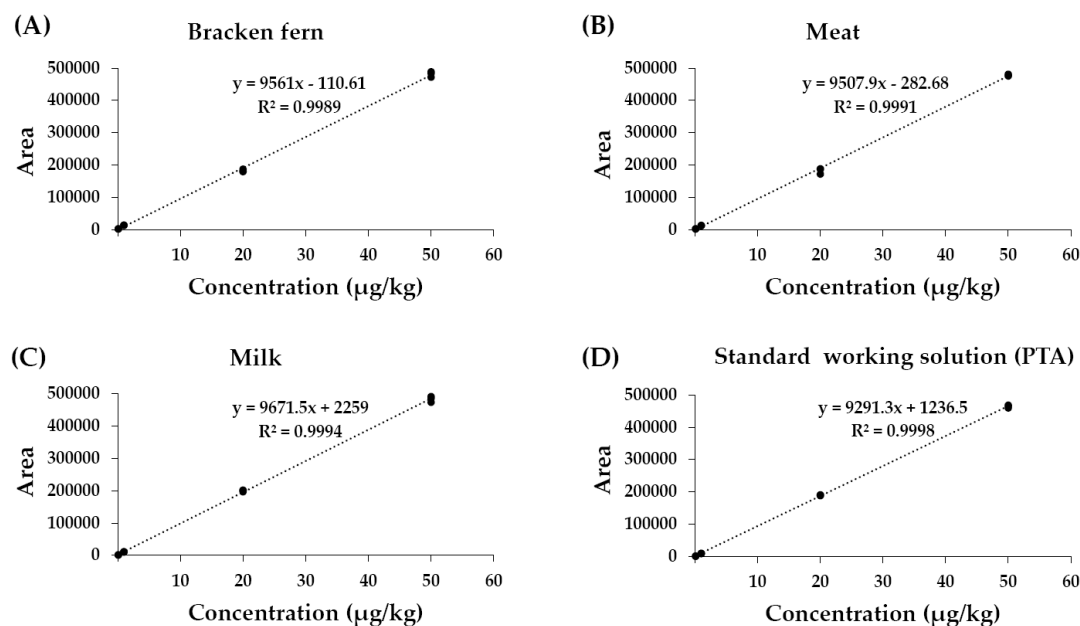 (A)
Bracken fern
500000
y = 9561x - 110.61
400000
R² = 0.9989
300000
200000
100000
0
10 20 30 40 50 60
Area
Concentration (µg/kg)
(B)
Meat
500000
y = 9507.9x - 282.68
400000
R² = 0.9991
300000
200000
100000
0
10 20 30 40 50 60
Area
Concentration (µg/kg)
(C)
Milk
500000
y = 9671.5x + 2259
400000
R² = 0.9994
300000
200000
100000
0
10 20 30 40 50 60
Area
Concentration (µg/kg)
(D)
Standard working solution (PTA)
500000
y = 9291.3x + 1236.5
400000
R² = 0.9998
300000
200000
100000
0
10 20 30 40 50 60
Area
Concentration (µg/kg)